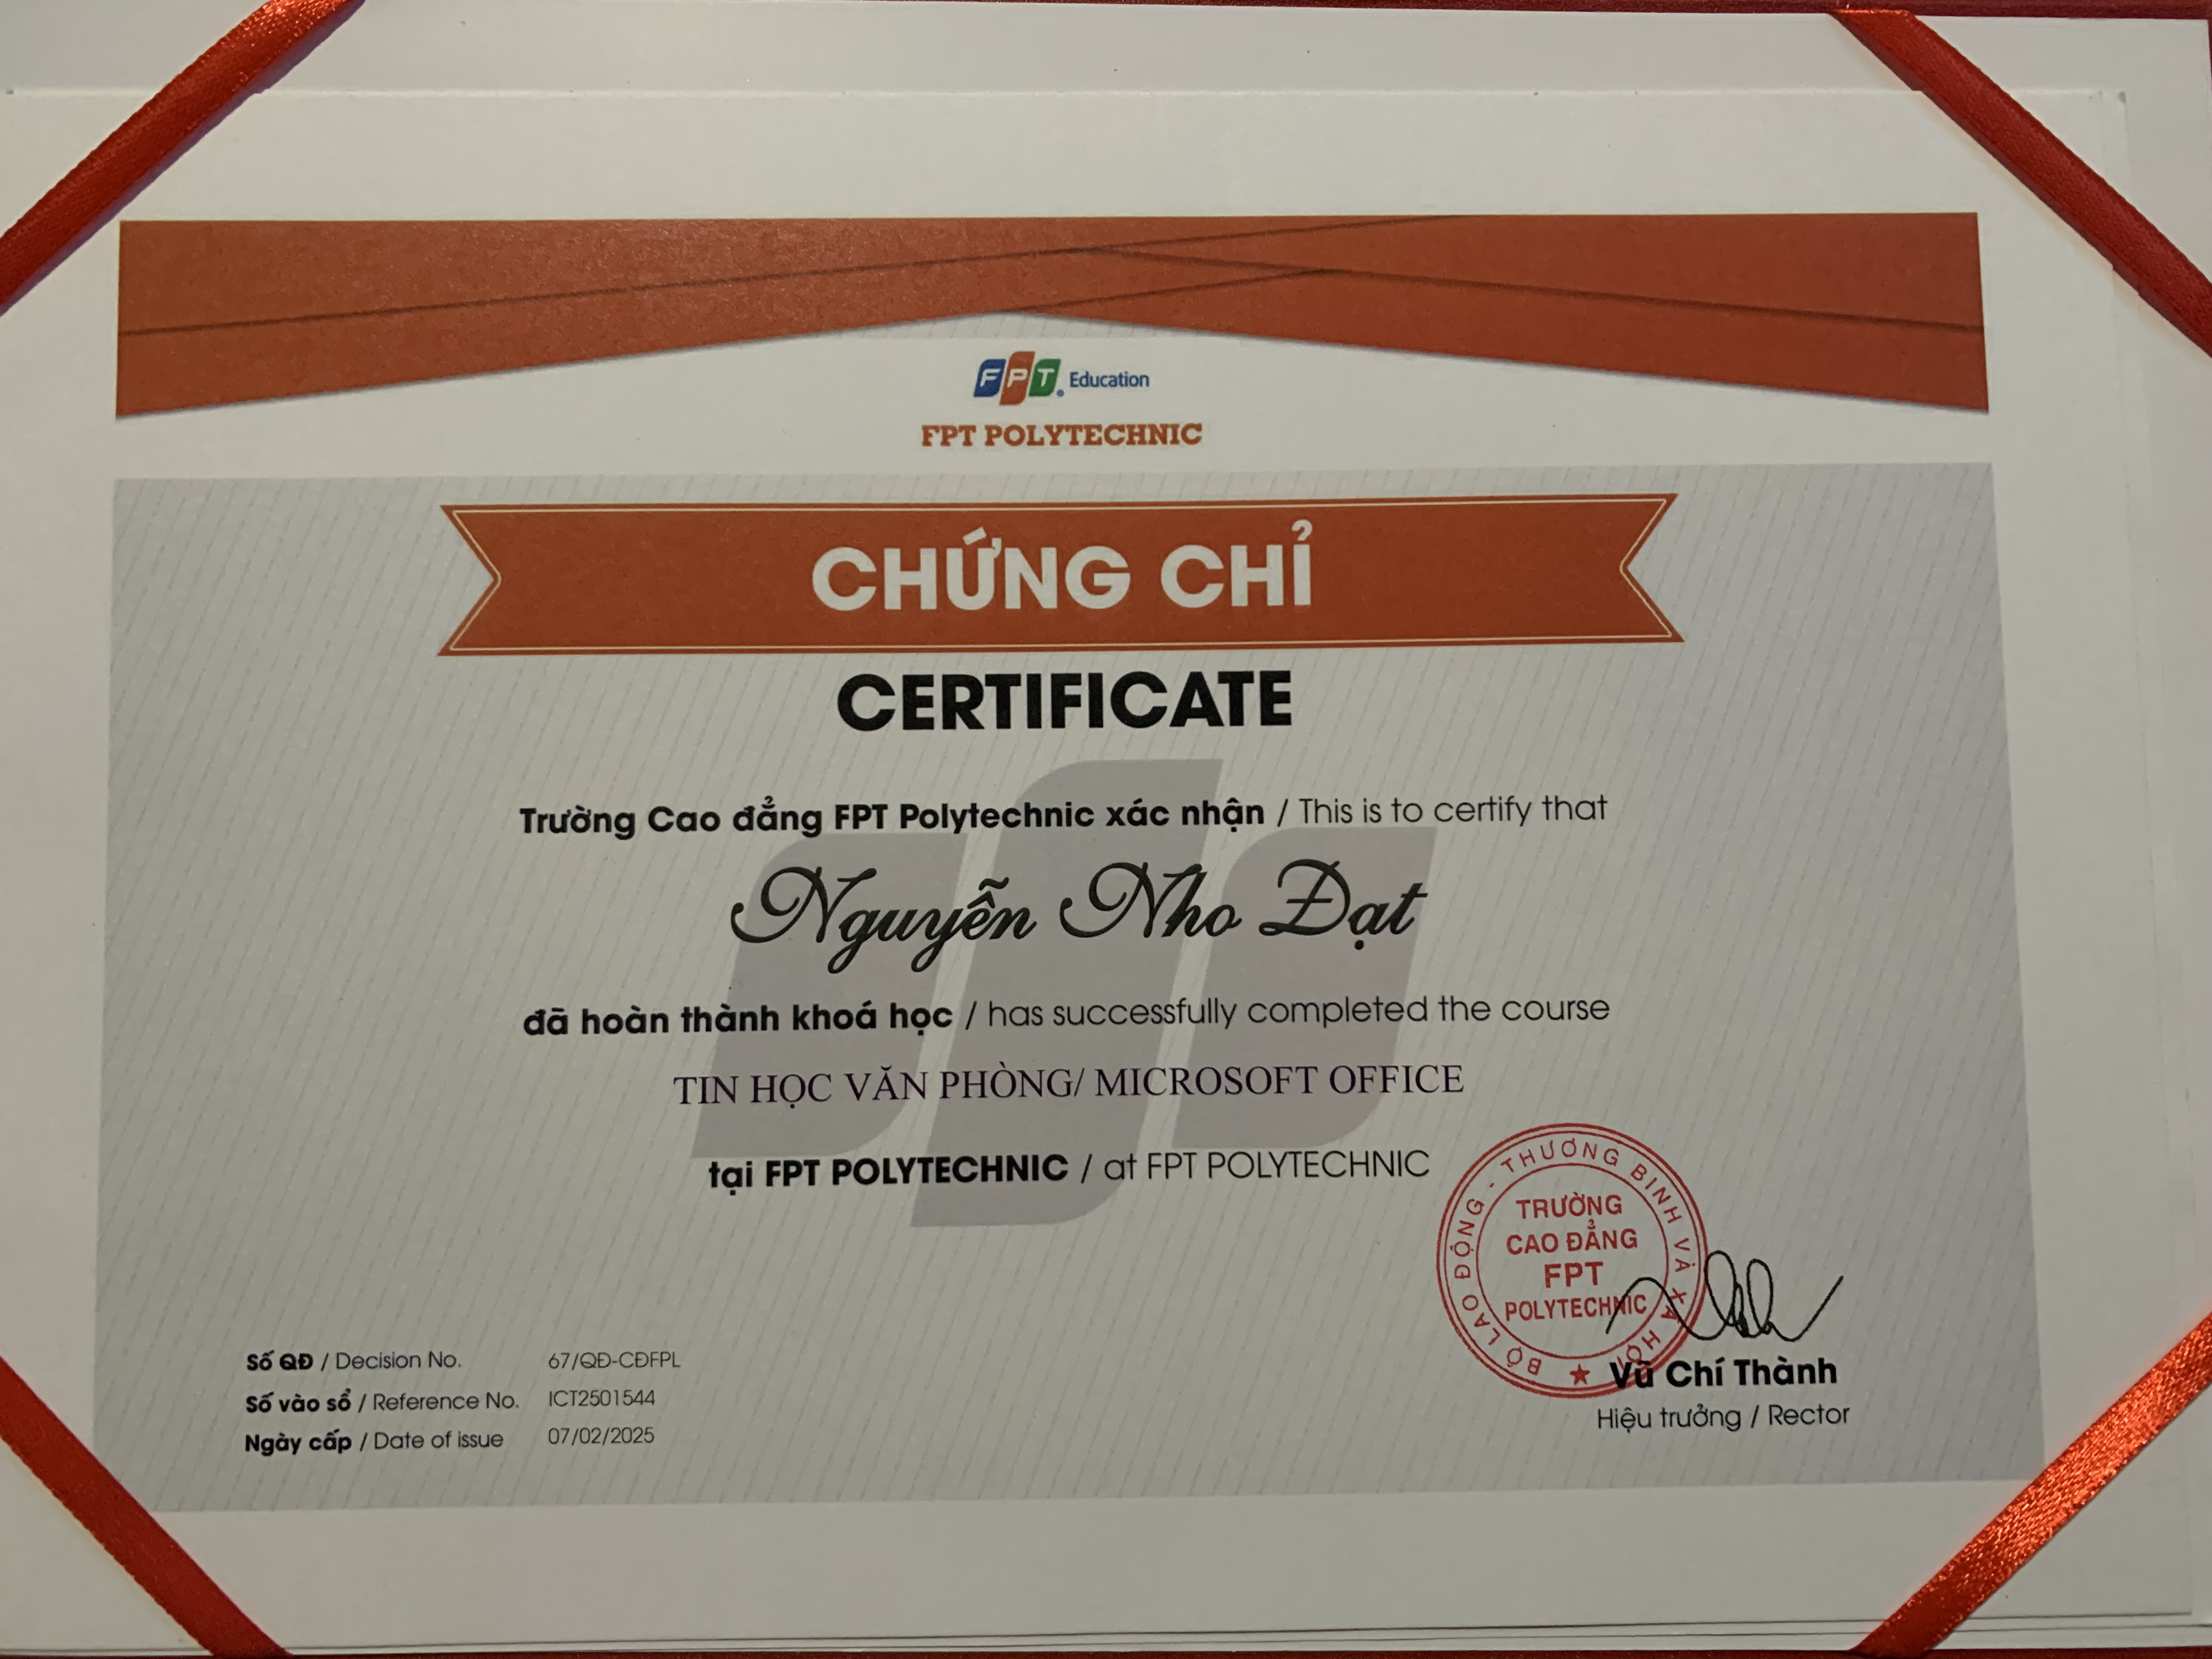 FPT. Education
FPT POLYTECHNIC
CHỨNG CHỈ
CERTIFICATE
Trường Cao đẳng FPT Polytechnic xác nhận / This is to certify that
Nguyễn Nho Đạt
đã hoàn thành khoá học / has successfully completed the course
TIN HỌC VĂN PHÒNG/ MICROSOFT OFFICE
tại FPT POLYTECHNIC / at FPT POLYTECHNIC
BỘ LAO ĐỘNG - THƯƠNG BINH VÀ XÃ HỘI
TRƯỜNG
CAO ĐẲNG
FPT
POLYTECHNIC
Vũ Chí Thành
Hiệu trưởng / Rector
Số QĐ / Decision No. 67/QĐ-CĐFPL
Số vào sổ / Reference No. ICT2501544
Ngày cấp / Date of issue 07/02/2025